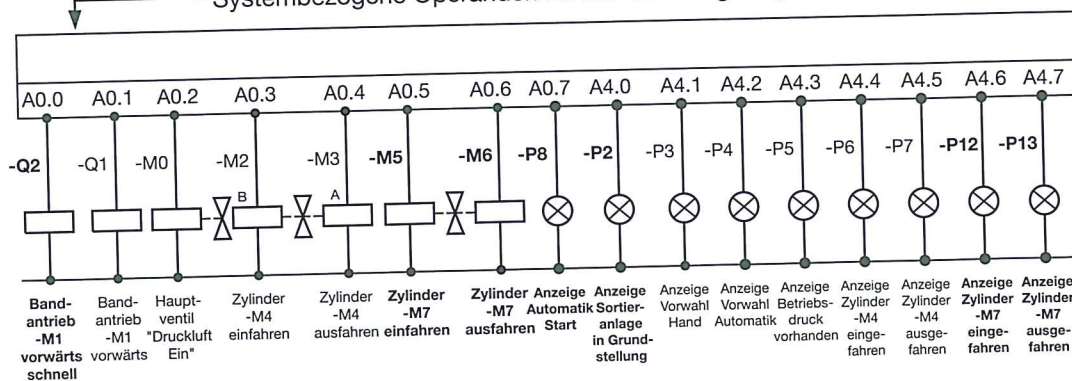 Systembezogene Operanden
A0.0 A0.1 A0.2 A0.3 A0.4 A0.5 A0.6 A0.7 A4.0 A4.1 A4.2 A4.3 A4.4 A4.5 A4.6 A4.7
-Q2 -Q1 -M0 -M2 -M3 -M5 -M6 -P8 -P2 -P3 -P4 -P5 -P6 -P7 -P12 -P13
B A
Band-
antrieb
-M1
vorwärts
schnell
Band-
antrieb
-M1
vorwärts
Haupt-
ventil
"Druckluft
Ein"
Zylinder
-M4
einfahren
Zylinder
-M4
ausfahren
Zylinder
-M7
einfahren
Zylinder
-M7
ausfahren
Anzeige
Automatik
Start
Anzeige
Sortier-
anlage
in Grund-
stellung
Anzeige
Vorwahl
Hand
Anzeige
Vorwahl
Automatik
Anzeige
Betriebs-
druck
vorhanden
Anzeige
Zylinder
-M4
einge-
fahren
Anzeige
Zylinder
-M4
ausge-
fahren
Anzeige
Zylinder
-M7
einge-
fahren
Anzeige
Zylinder
-M7
ausge-
fahren